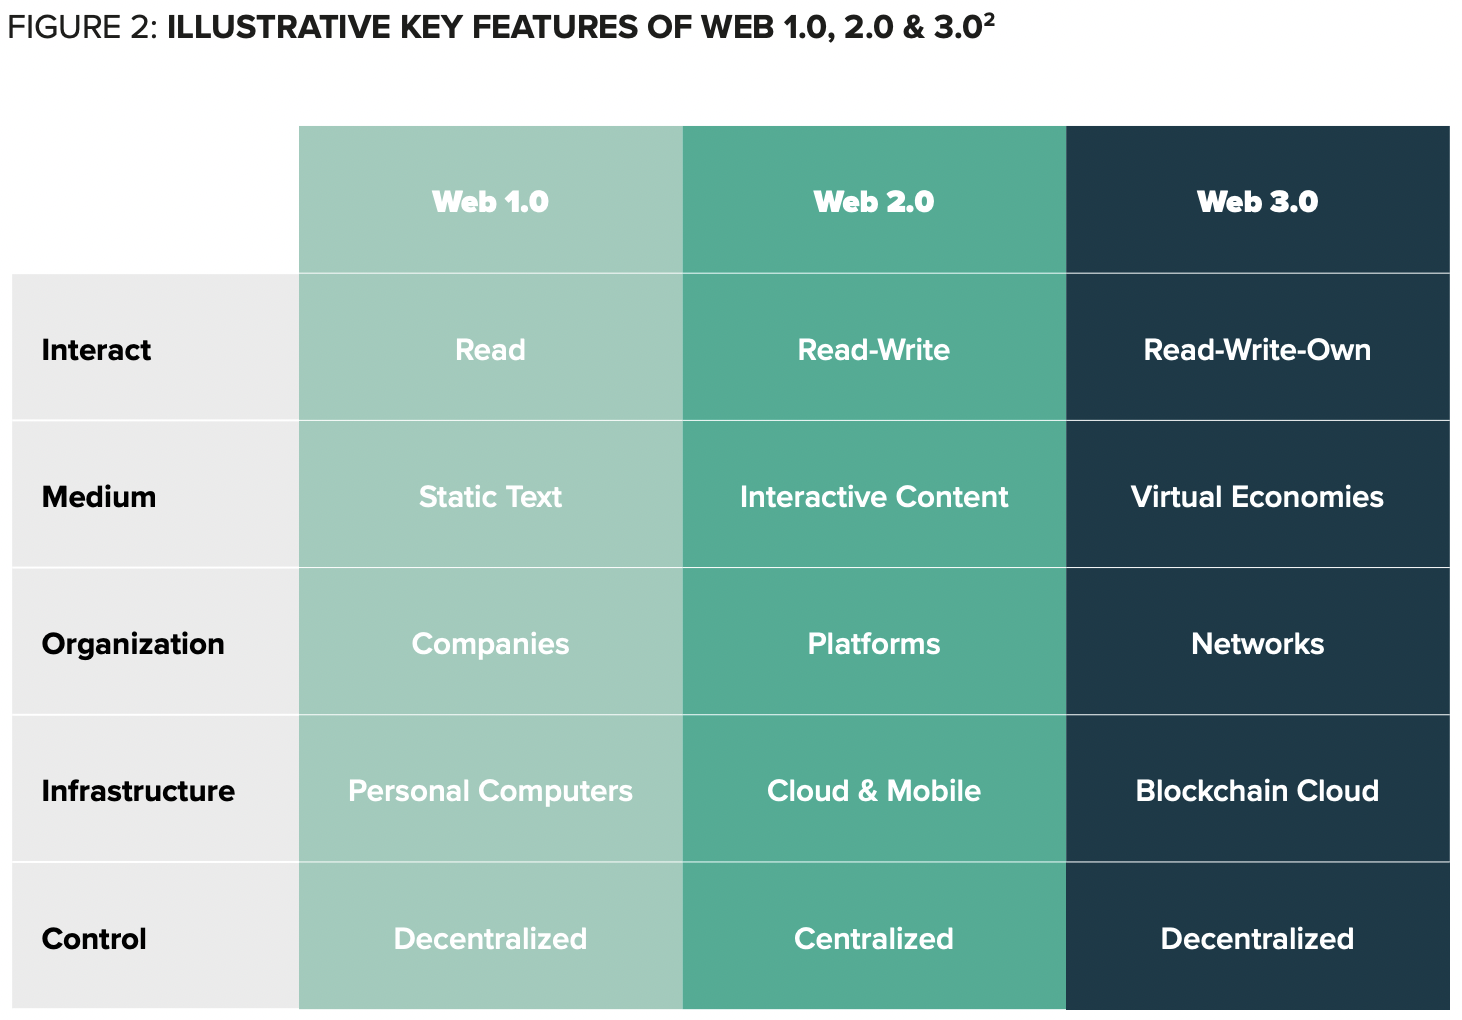 FIGURE 2: ILLUSTRATIVE KEY FEATURES OF WEB 1.0, 2.0 & 3.0²
Web 1.0 Web 2.0 Web 3.0
Interact Read Read-Write Read-Write-Own
Medium Static Text Interactive Content Virtual Economies
Organization Companies Platforms Networks
Infrastructure Personal Computers Cloud & Mobile Blockchain Cloud
Control Decentralized Centralized Decentralized